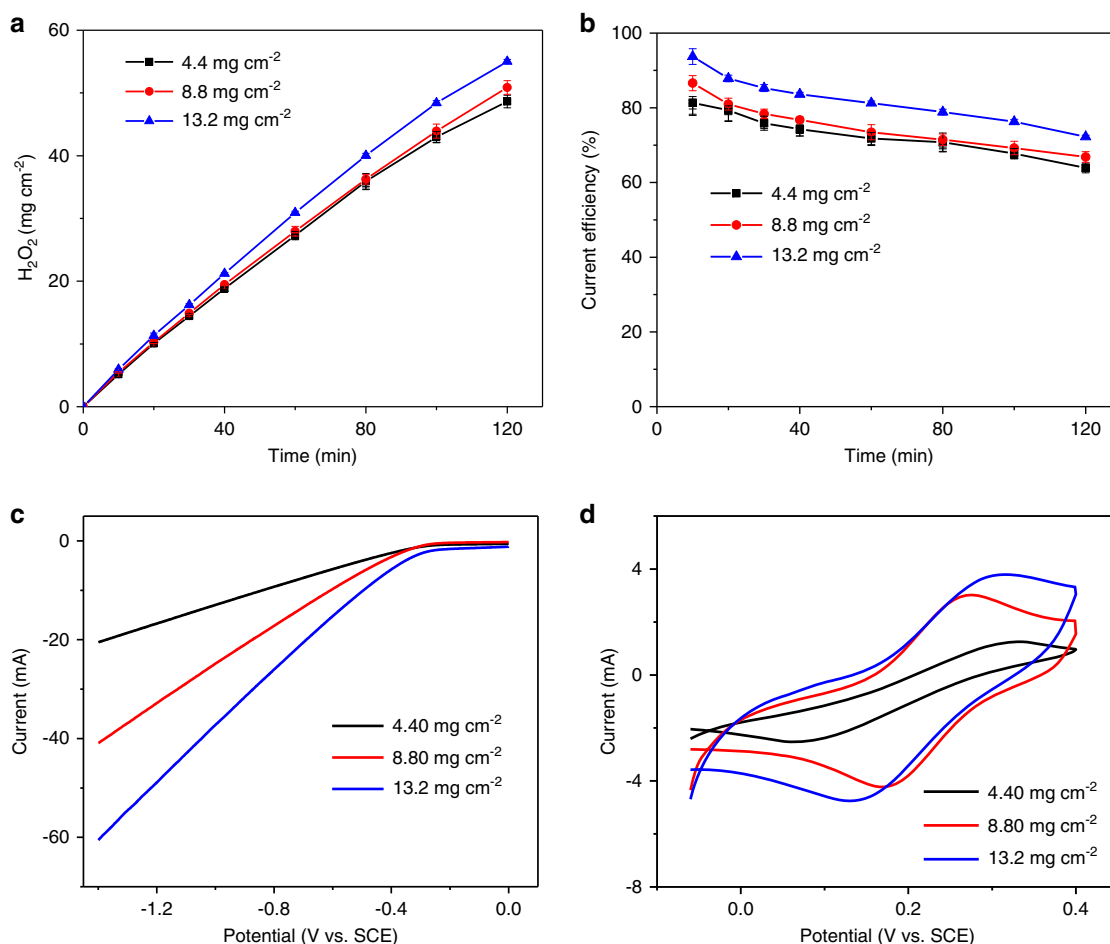 a
60
40
20
0
H₂O₂ (mg cm⁻²)
4.4 mg cm⁻²
8.8 mg cm⁻²
13.2 mg cm⁻²
0 20 40 60 80 100 120
Time (min)
b
100
80
60
40
20
0
Current efficiency (%)
4.4 mg cm⁻²
8.8 mg cm⁻²
13.2 mg cm⁻²
0 40 80 120
Time (min)
c
0
-20
-40
-60
Current (mA)
4.40 mg cm⁻²
8.80 mg cm⁻²
13.2 mg cm⁻²
-1.2 -0.8 -0.4 0.0
Potential (V vs. SCE)
d
4
0
-4
-8
Current (mA)
4.40 mg cm⁻²
8.80 mg cm⁻²
13.2 mg cm⁻²
0.0 0.2 0.4
Potential (V vs. SCE)